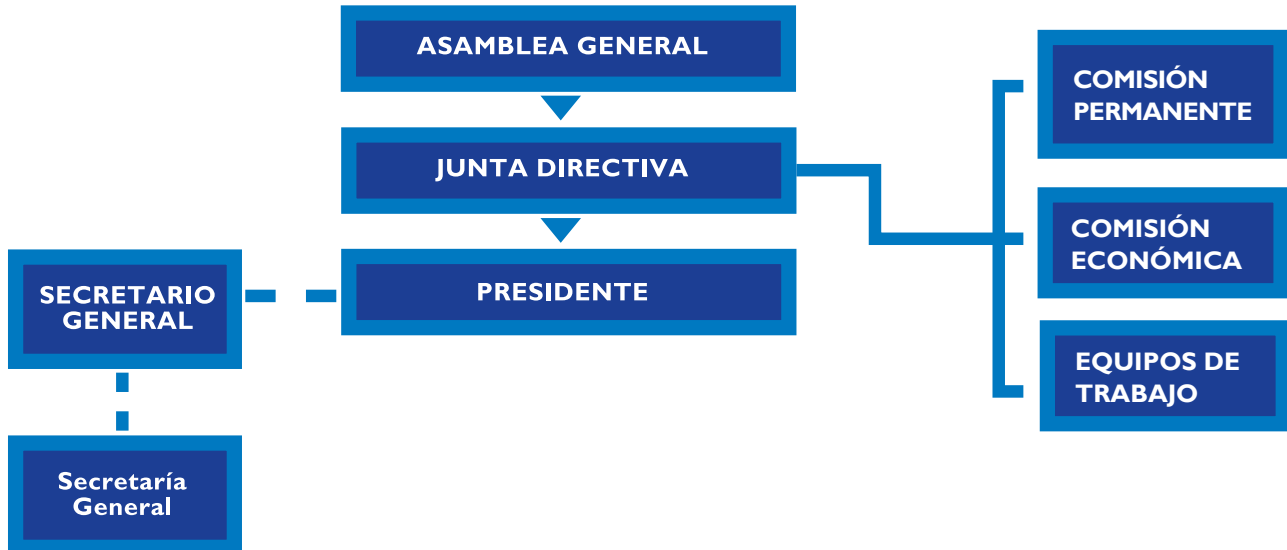 ASAMBLEA GENERAL
JUNTA DIRECTIVA
PRESIDENTE
SECRETARIO
GENERAL
Secretaría
General
COMISIÓN
PERMANENTE
COMISIÓN
ECONÓMICA
EQUIPOS DE
TRABAJO